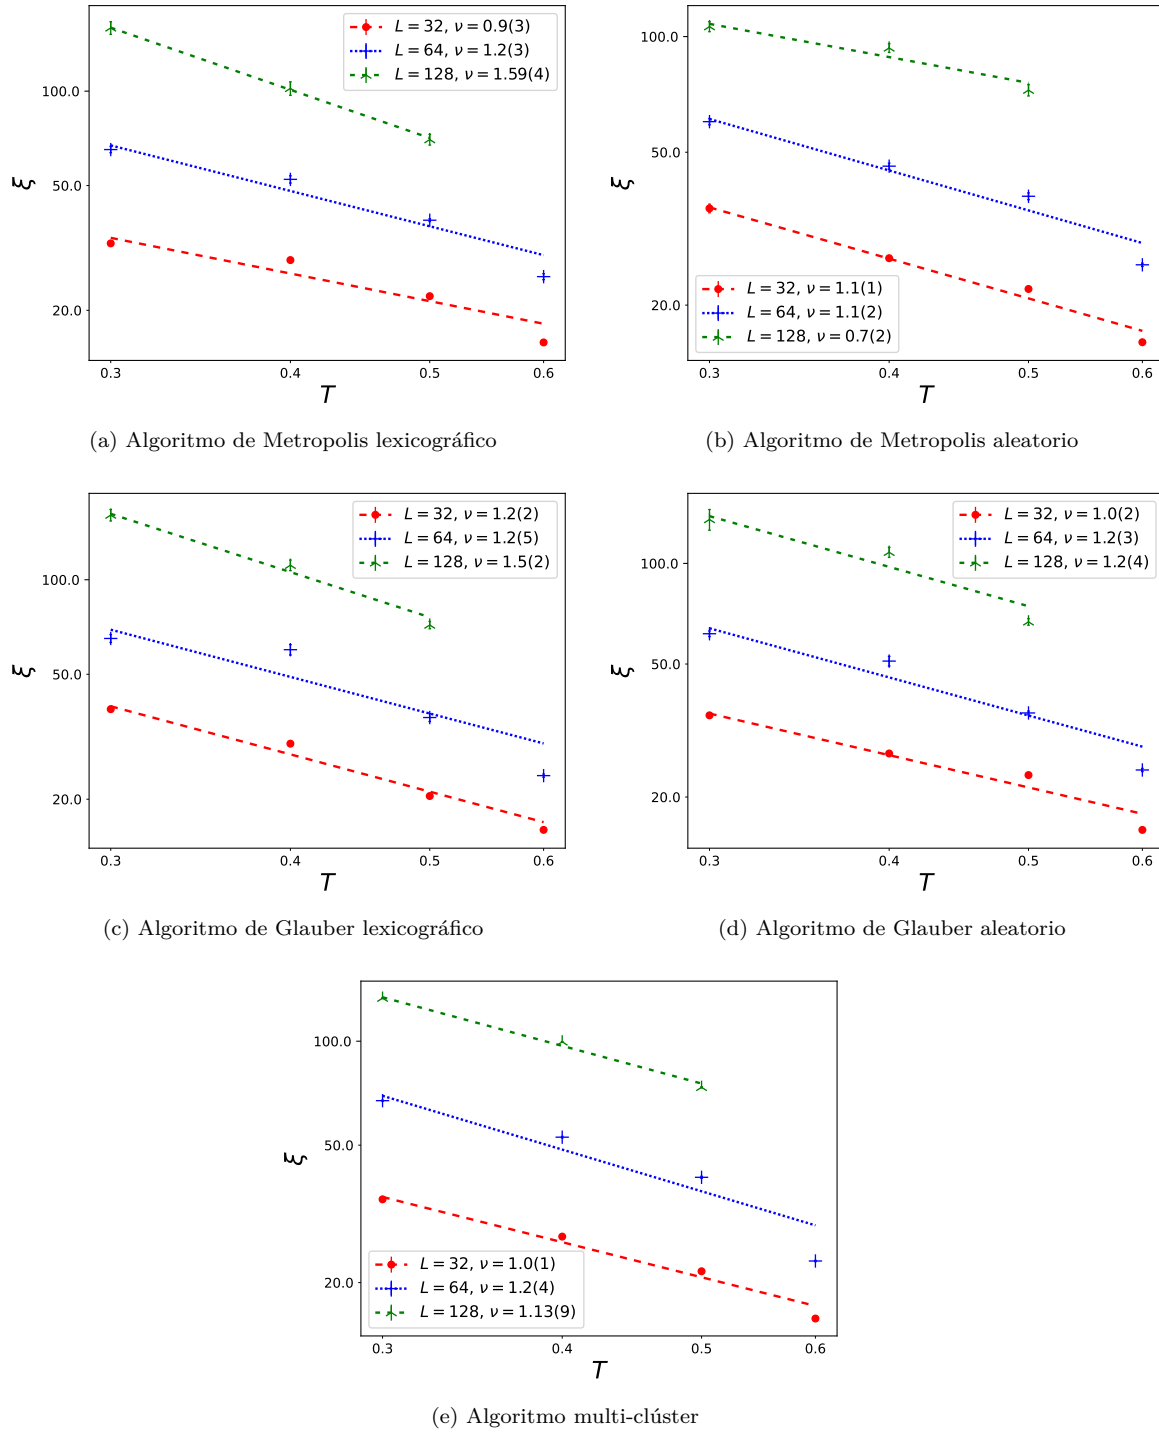 L = 32, ν = 0.9(3)
L = 64, ν = 1.2(3)
L = 128, ν = 1.59(4)
100.0
50.0
20.0
ξ
0.3 0.4 0.5 0.6
T
(a) Algoritmo de Metropolis lexicográfico
100.0
50.0
20.0
ξ
L = 32, ν = 1.1(1)
L = 64, ν = 1.1(2)
L = 128, ν = 0.7(2)
0.3 0.4 0.5 0.6
T
(b) Algoritmo de Metropolis aleatorio
L = 32, ν = 1.2(2)
L = 64, ν = 1.2(5)
L = 128, ν = 1.5(2)
100.0
50.0
20.0
ξ
0.3 0.4 0.5 0.6
T
(c) Algoritmo de Glauber lexicográfico
L = 32, ν = 1.0(2)
L = 64, ν = 1.2(3)
L = 128, ν = 1.2(4)
100.0
50.0
20.0
ξ
0.3 0.4 0.5 0.6
T
(d) Algoritmo de Glauber aleatorio
100.0
50.0
20.0
ξ
L = 32, ν = 1.0(1)
L = 64, ν = 1.2(4)
L = 128, ν = 1.13(9)
0.3 0.4 0.5 0.6
T
(e) Algoritmo multi-clúster